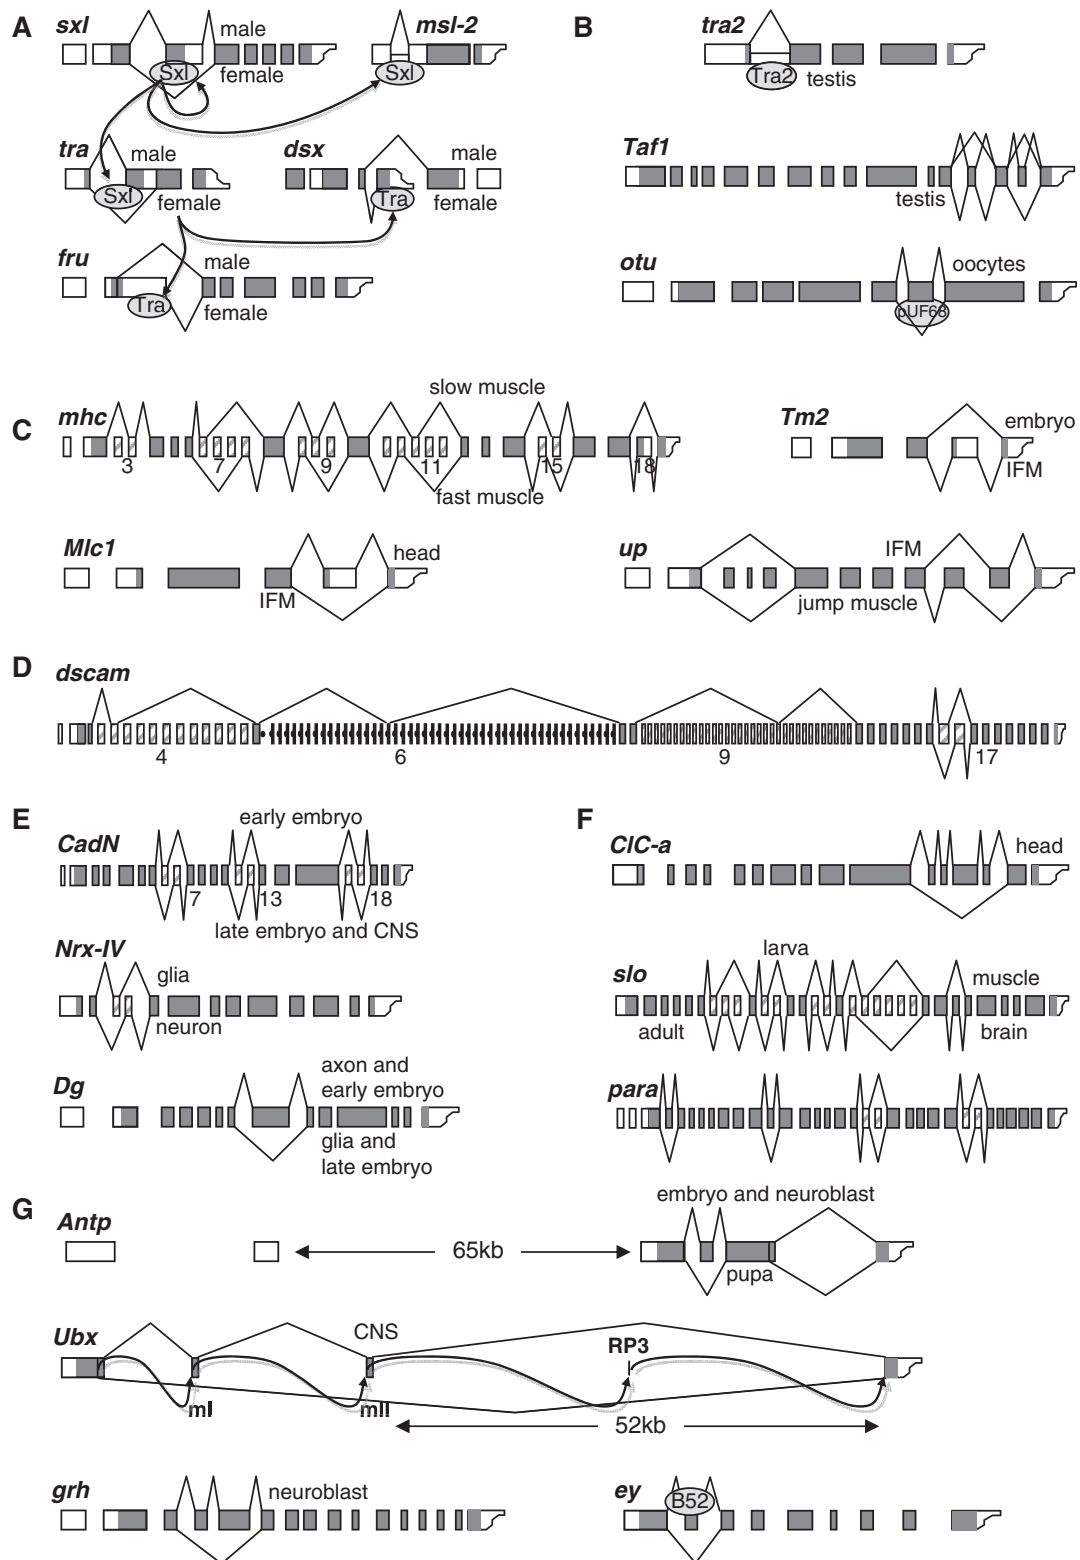 A
sxl
male
msl-2
Sxl
Sxl
female
tra
male
dsx
male
Sxl
Tra
female
female
fru
male
Tra
female
B
tra2
Tra2
testis
Taf1
testis
otu
oocytes
pUF68
C
slow muscle
mhc
3
7
9
11
15
18
fast muscle
Tm2
embryo
IFM
Mlc1
head
IFM
up
IFM
jump muscle
D
dscam
4
6
9
17
E
early embryo
CadN
7
13
18
late embryo and CNS
Nrx-IV
glia
neuron
Dg
axon and
early embryo
glia and
late embryo
F
ClC-a
head
larva
slo
muscle
adult
brain
para
G
embryo and neuroblast
Antp
65kb
pupa
Ubx
CNS
RP3
mI
mII
52kb
grh
neuroblast
ey
B52